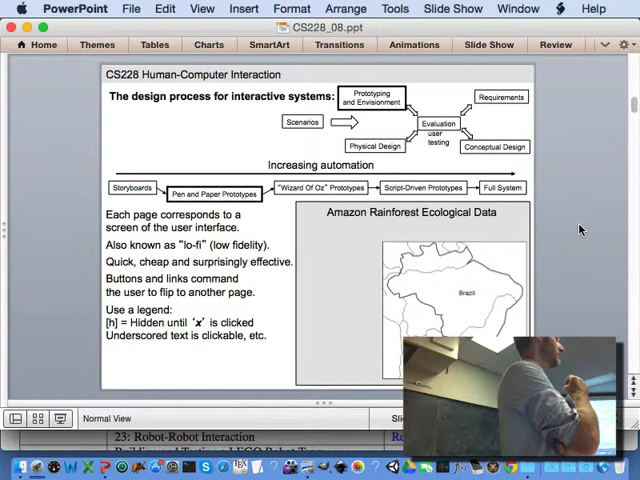 PowerPoint File Edit View Insert Format Arrange Tools Slide Show Window Help
CS228_08.ppt
Home Themes Tables Charts SmartArt Transitions Animations Slide Show Review
CS228 Human-Computer Interaction
The design process for interactive systems:
Prototyping
and Envisionment
Requirements
Scenarios
Evaluation
user
testing
Physical Design
Conceptual Design
Increasing automation
Storyboards
Pen and Paper Prototypes
"Wizard Of Oz" Prototypes
Script-Driven Prototypes
Full System
Each page corresponds to a
screen of the user interface.
Also known as "lo-fi" (low fidelity).
Quick, cheap and surprisingly effective.
Buttons and links command
the user to flip to another page.
Use a legend:
[h] = Hidden until 'x' is clicked
Underscored text is clickable, etc.
Amazon Rainforest Ecological Data
Brazil
Normal View
23: Robot-Robot Interaction